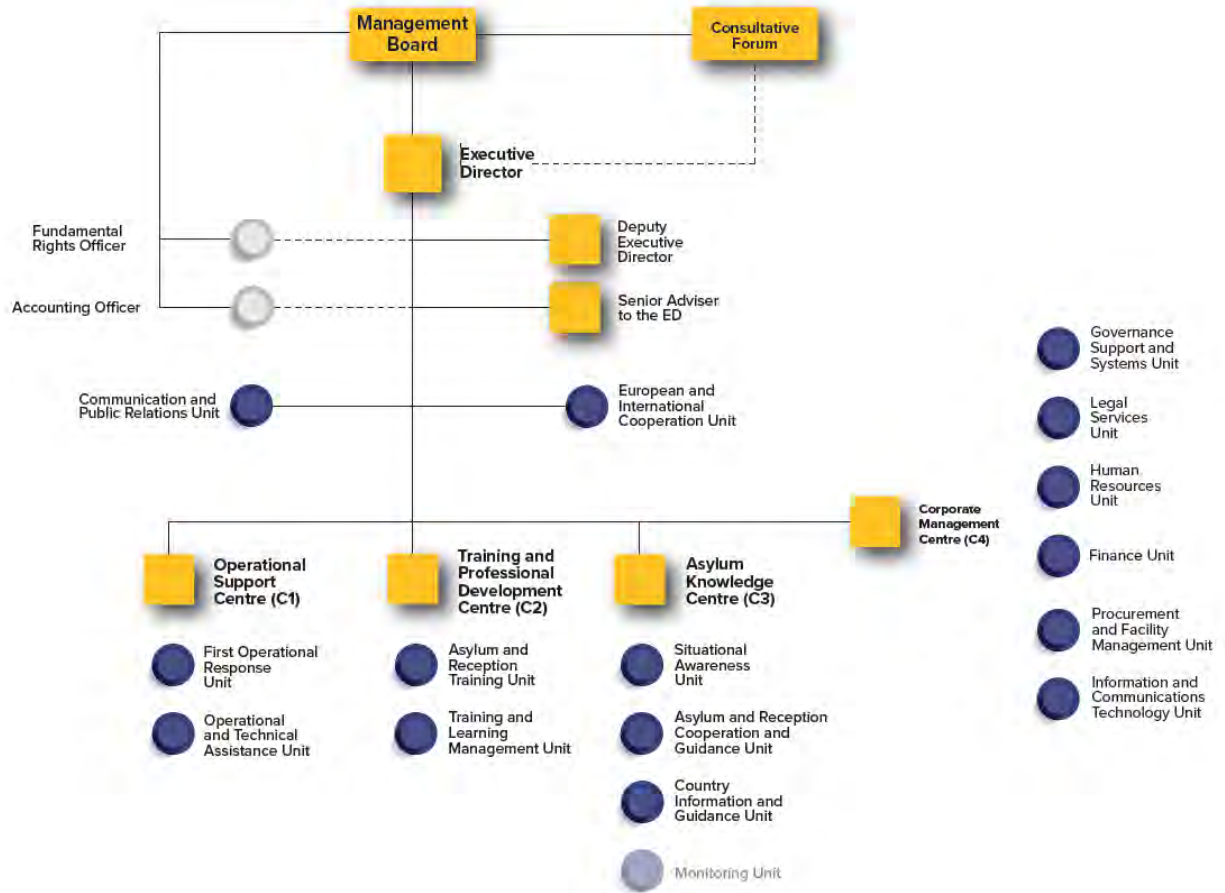 Management
Board
Consultative
Forum
Executive
Director
Fundamental
Rights Officer
Deputy
Executive
Director
Accounting Officer
Senior Adviser
to the ED
Communication and
Public Relations Unit
European and
International
Cooperation Unit
Governance
Support and
Systems Unit
Legal
Services
Unit
Human
Resources
Unit
Finance Unit
Procurement
and Facility
Management Unit
Information and
Communications
Technology Unit
Corporate
Management
Centre (C4)
Operational
Support
Centre (C1)
First Operational
Response
Unit
Operational
and Technical
Assistance Unit
Training and
Professional
Development
Centre (C2)
Asylum and
Reception
Training Unit
Training and
Learning
Management Unit
Asylum
Knowledge
Centre (C3)
Situational
Awareness
Unit
Asylum and Reception
Cooperation and
Guidance Unit
Country
Information and
Guidance Unit
Monitoring Unit